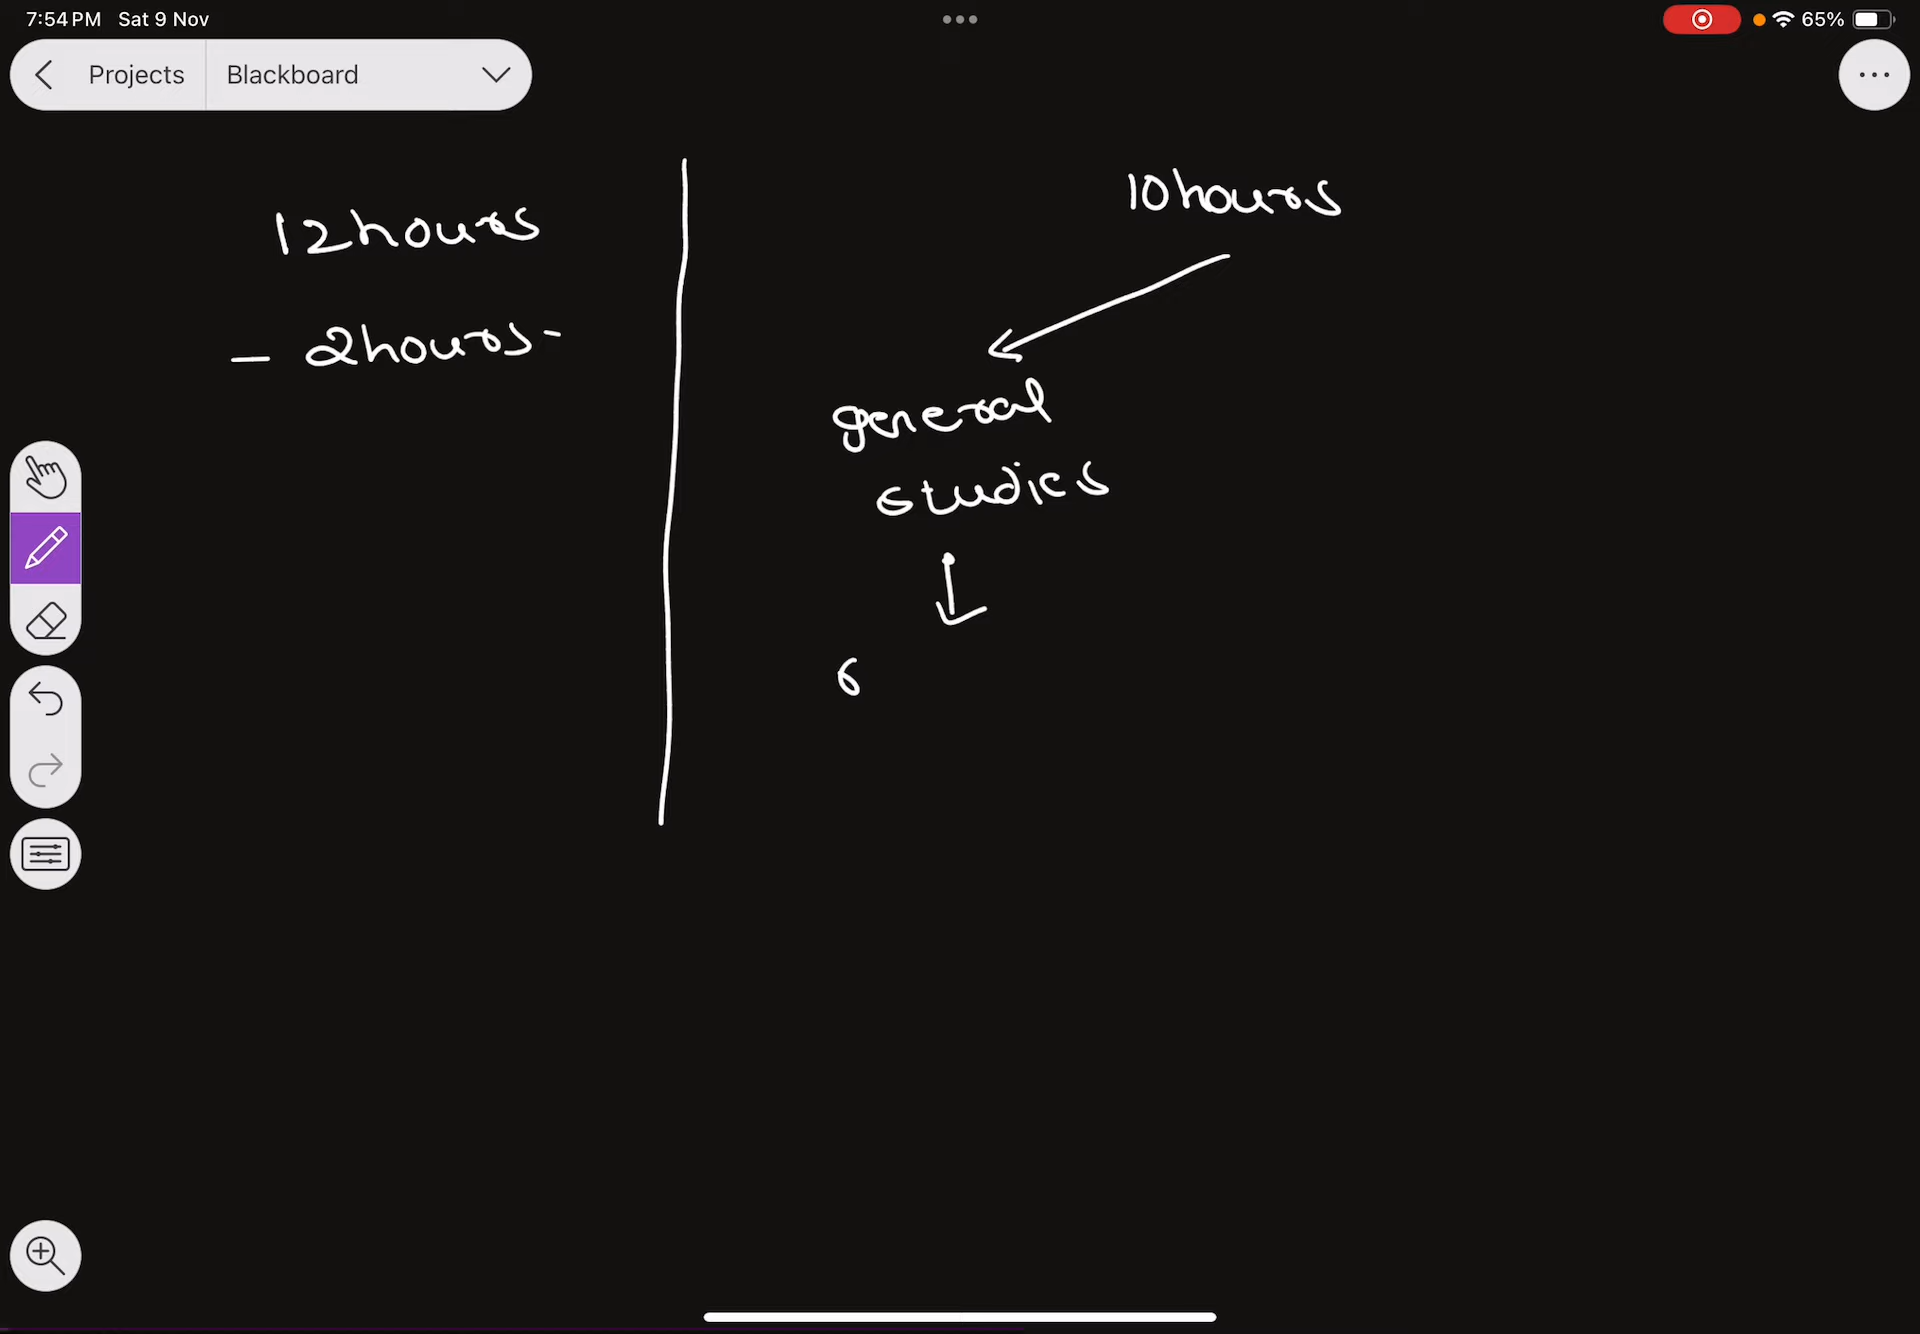 7:54 PM Sat 9 Nov
65%
Projects
Blackboard
12hours
- 2hours-
10hours
general
studies
6